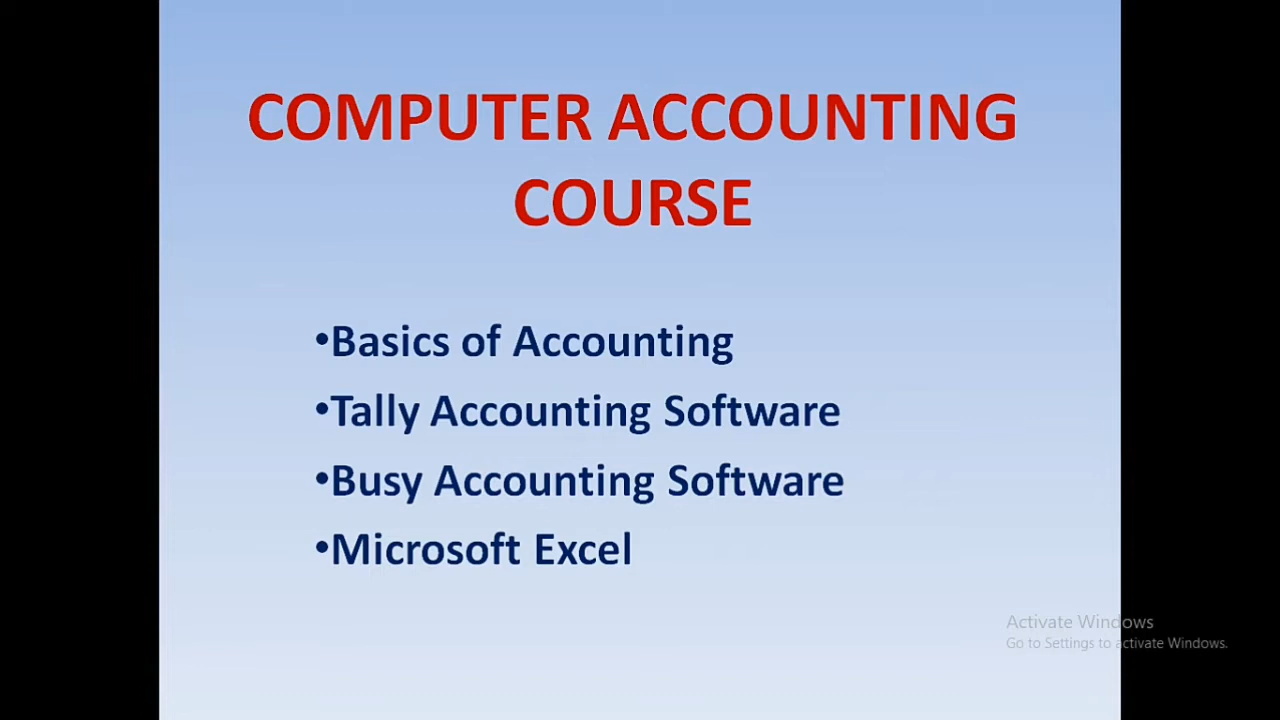 COMPUTER ACCOUNTING
COURSE
•Basics of Accounting
•Tally Accounting Software
•Busy Accounting Software
•Microsoft Excel
Activate Windows
Go to Settings to activate Windows.